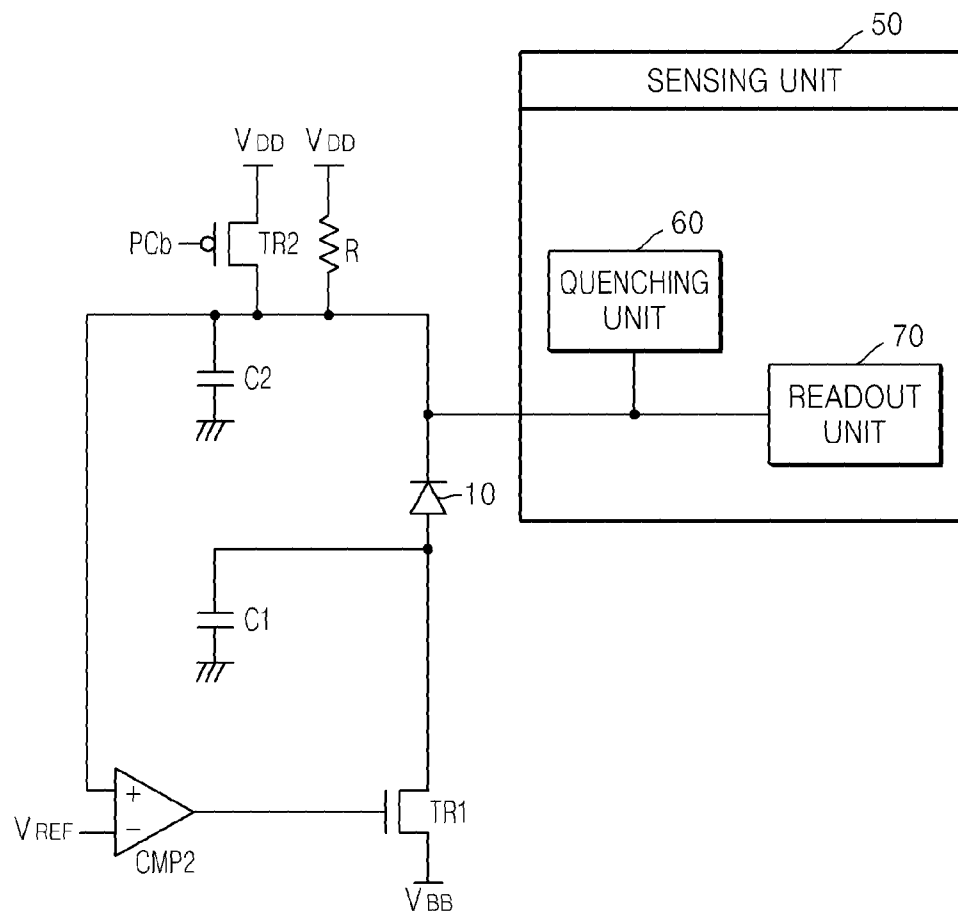 50
SENSING UNIT
VDD VDD
PCb
TR2
R
60
QUENCHING
UNIT
70
READOUT
UNIT
C2
10
C1
+
VREF
−
CMP2
TR1
VBB